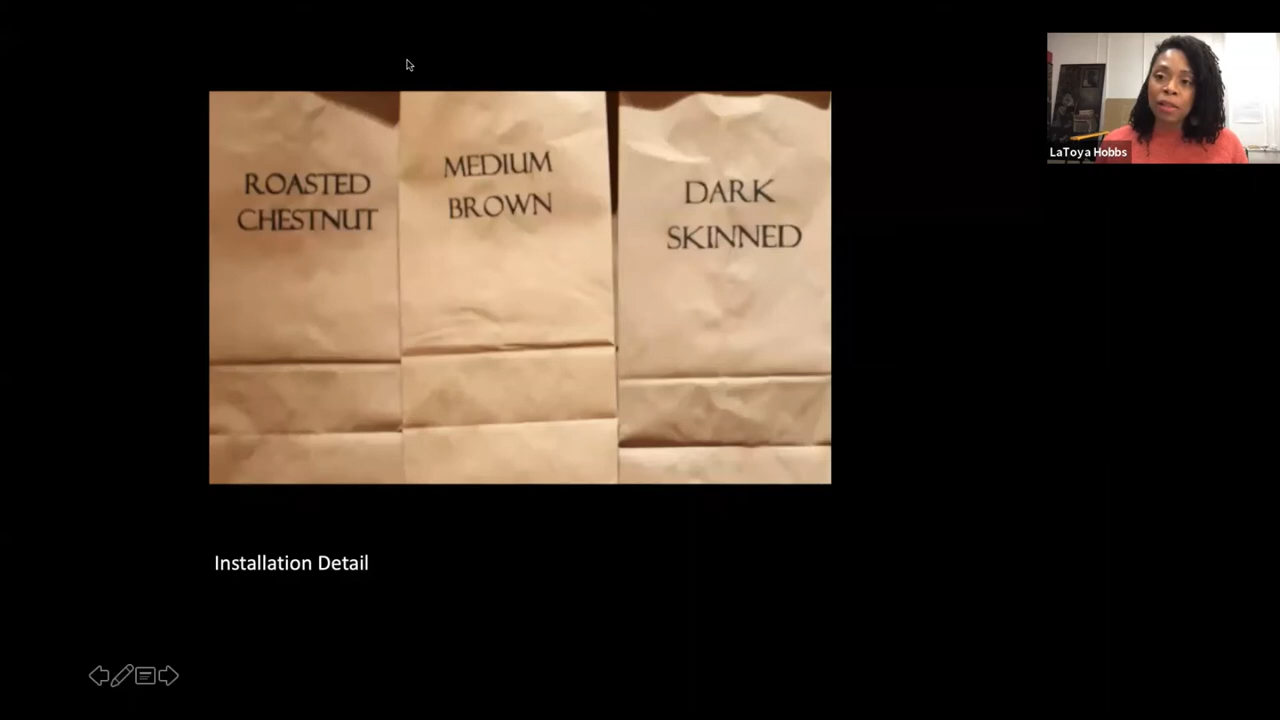 ROASTED
CHESTNUT
MEDIUM
BROWN
DARK
SKINNED
LaToya Hobbs
Installation Detail